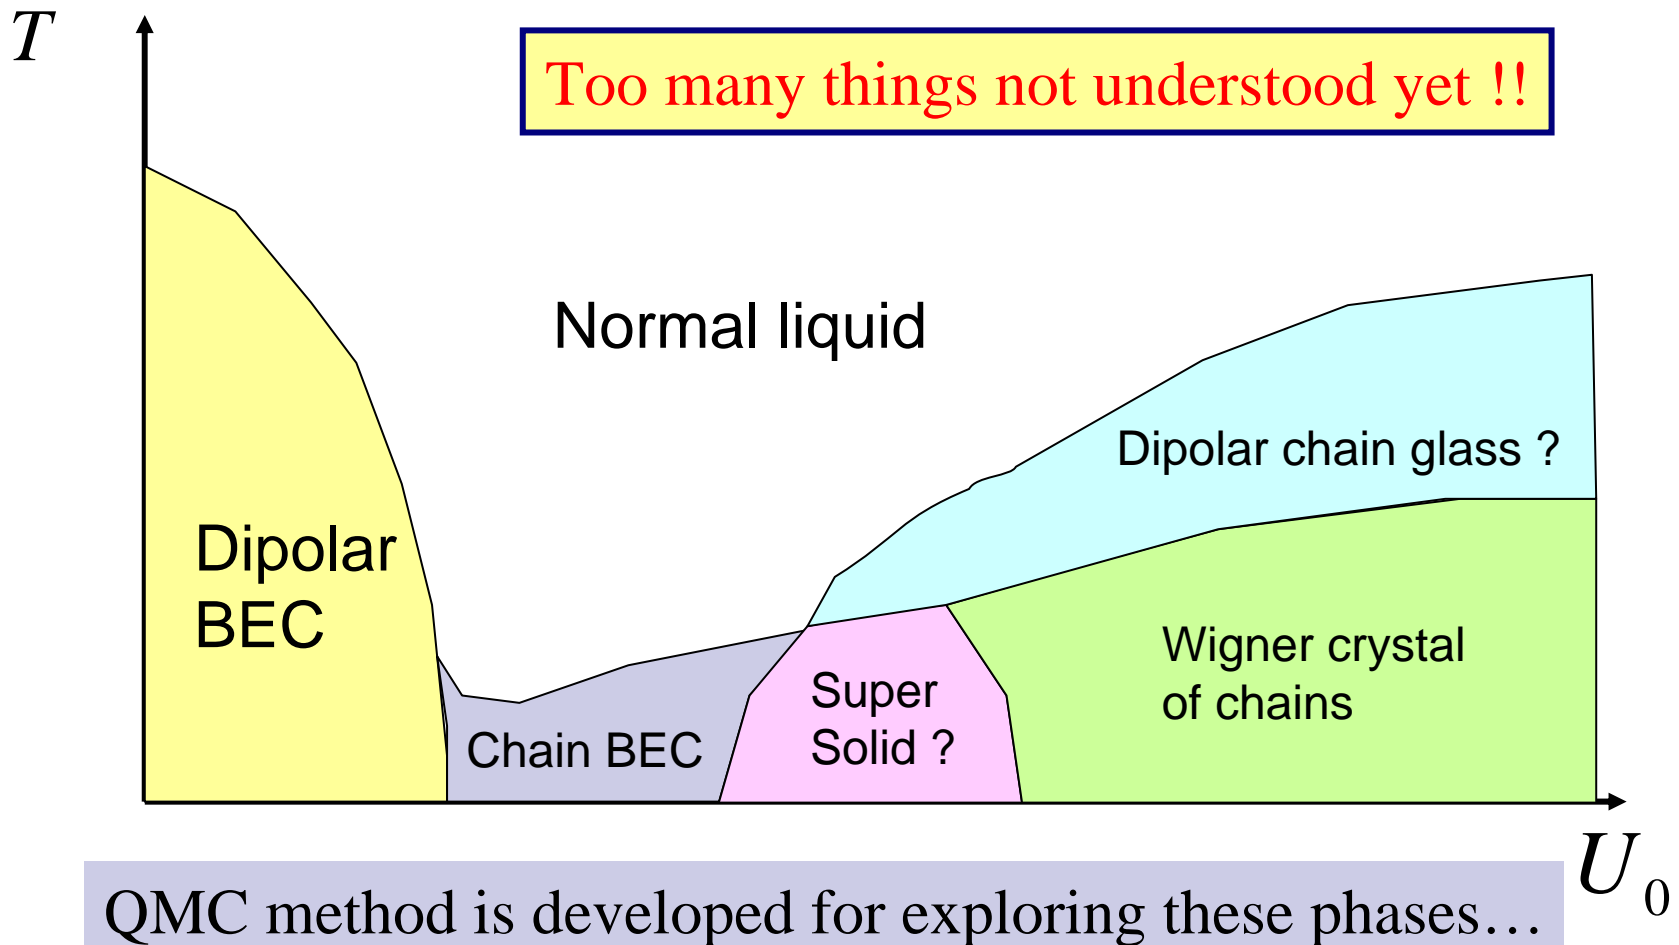 T
Too many things not understood yet !!
Normal liquid
Dipolar chain glass ?
Dipolar
BEC
Wigner crystal
of chains
Super
Solid ?
Chain BEC
U0
QMC method is developed for exploring these phases…